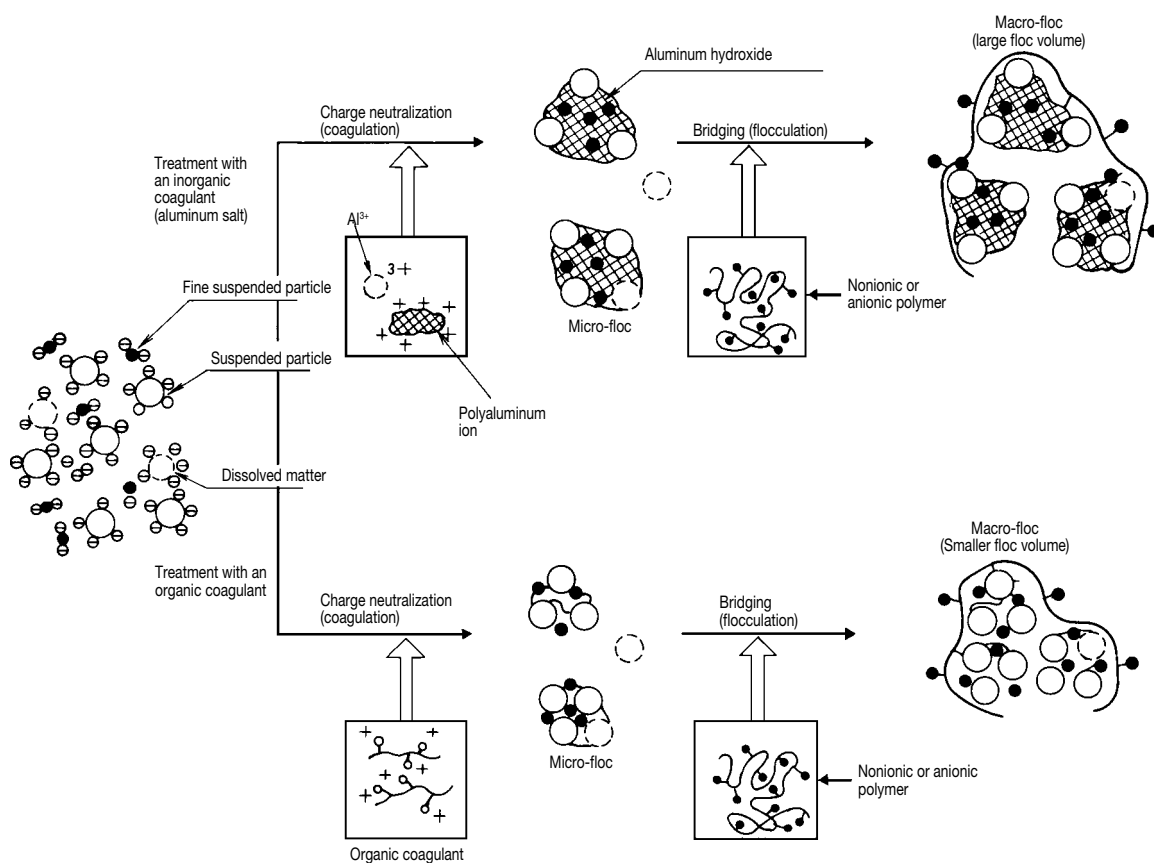 Macro-floc
(large floc volume)
Aluminum hydroxide
Charge neutralization
(coagulation)
Bridging (flocculation)
Treatment with
an inorganic
coagulant
(aluminum salt)
Al³⁺
3+
Fine suspended particle
Nonionic or
anionic polymer
Micro-floc
Suspended particle
Polyaluminum
ion
Dissolved matter
Macro-floc
(Smaller floc volume)
Treatment with an
organic coagulant
Charge neutralization
(coagulation)
Bridging
(flocculation)
Micro-floc
Nonionic or anionic
polymer
Organic coagulant